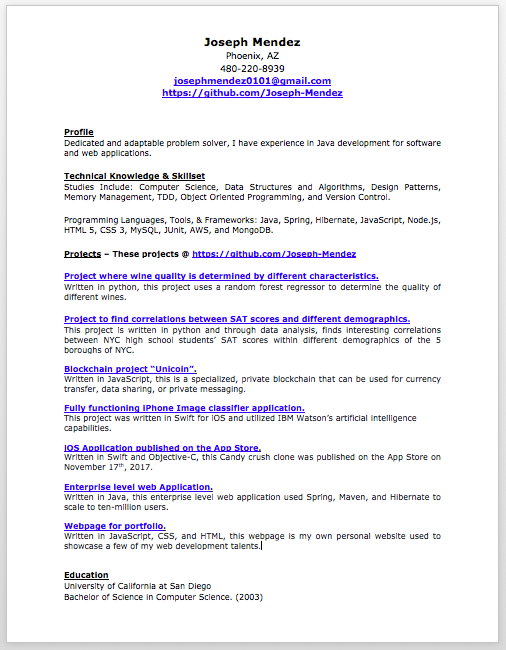 Joseph Mendez
Phoenix, AZ
480-220-8939
josephmendez0101@gmail.com
https://github.com/Joseph-Mendez
Profile
Dedicated and adaptable problem solver, I have experience in Java development for software
and web applications.
Technical Knowledge & Skillset
Studies Include: Computer Science, Data Structures and Algorithms, Design Patterns,
Memory Management, TDD, Object Oriented Programming, and Version Control.
Programming Languages, Tools, & Frameworks: Java, Spring, Hibernate, JavaScript, Node.js,
HTML 5, CSS 3, MySQL, JUnit, AWS, and MongoDB.
Projects – These projects @ https://github.com/Joseph-Mendez
Project where wine quality is determined by different characteristics.
Written in python, this project uses a random forest regressor to determine the quality of
different wines.
Project to find correlations between SAT scores and different demographics.
This project is written in python and through data analysis, finds interesting correlations
between NYC high school students’ SAT scores within different demographics of the 5
boroughs of NYC.
Blockchain project “Unicoin”.
Written in JavaScript, this is a specialized, private blockchain that can be used for currency
transfer, data sharing, or private messaging.
Fully functioning iPhone Image classifier application.
This project was written in Swift for iOS and utilized IBM Watson’s artificial intelligence
capabilities.
iOS Application published on the App Store.
Written in Swift and Objective-C, this Candy crush clone was published on the App Store on
November 17th, 2017.
Enterprise level web Application.
Written in Java, this enterprise level web application used Spring, Maven, and Hibernate to
scale to ten-million users.
Webpage for portfolio.
Written in JavaScript, CSS, and HTML, this webpage is my own personal website used to
showcase a few of my web development talents.
Education
University of California at San Diego
Bachelor of Science in Computer Science. (2003)